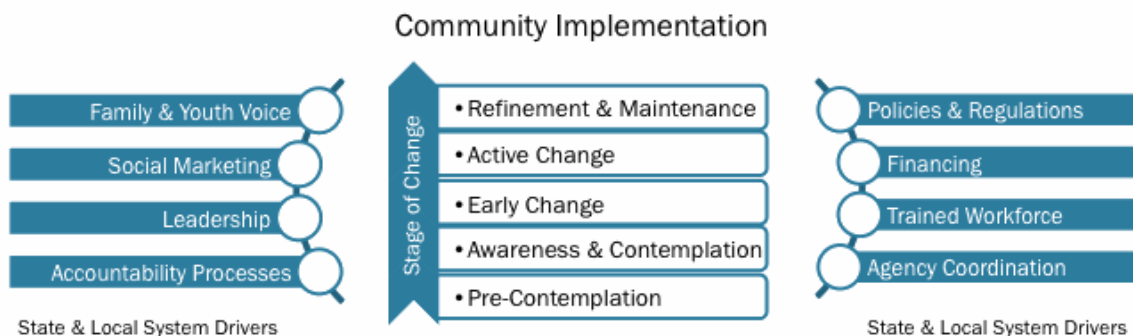 Community Implementation
Family & Youth Voice
Social Marketing
Leadership
Accountability Processes
State & Local System Drivers
Stage of Change
• Refinement & Maintenance
• Active Change
• Early Change
• Awareness & Contemplation
• Pre-Contemplation
Policies & Regulations
Financing
Trained Workforce
Agency Coordination
State & Local System Drivers